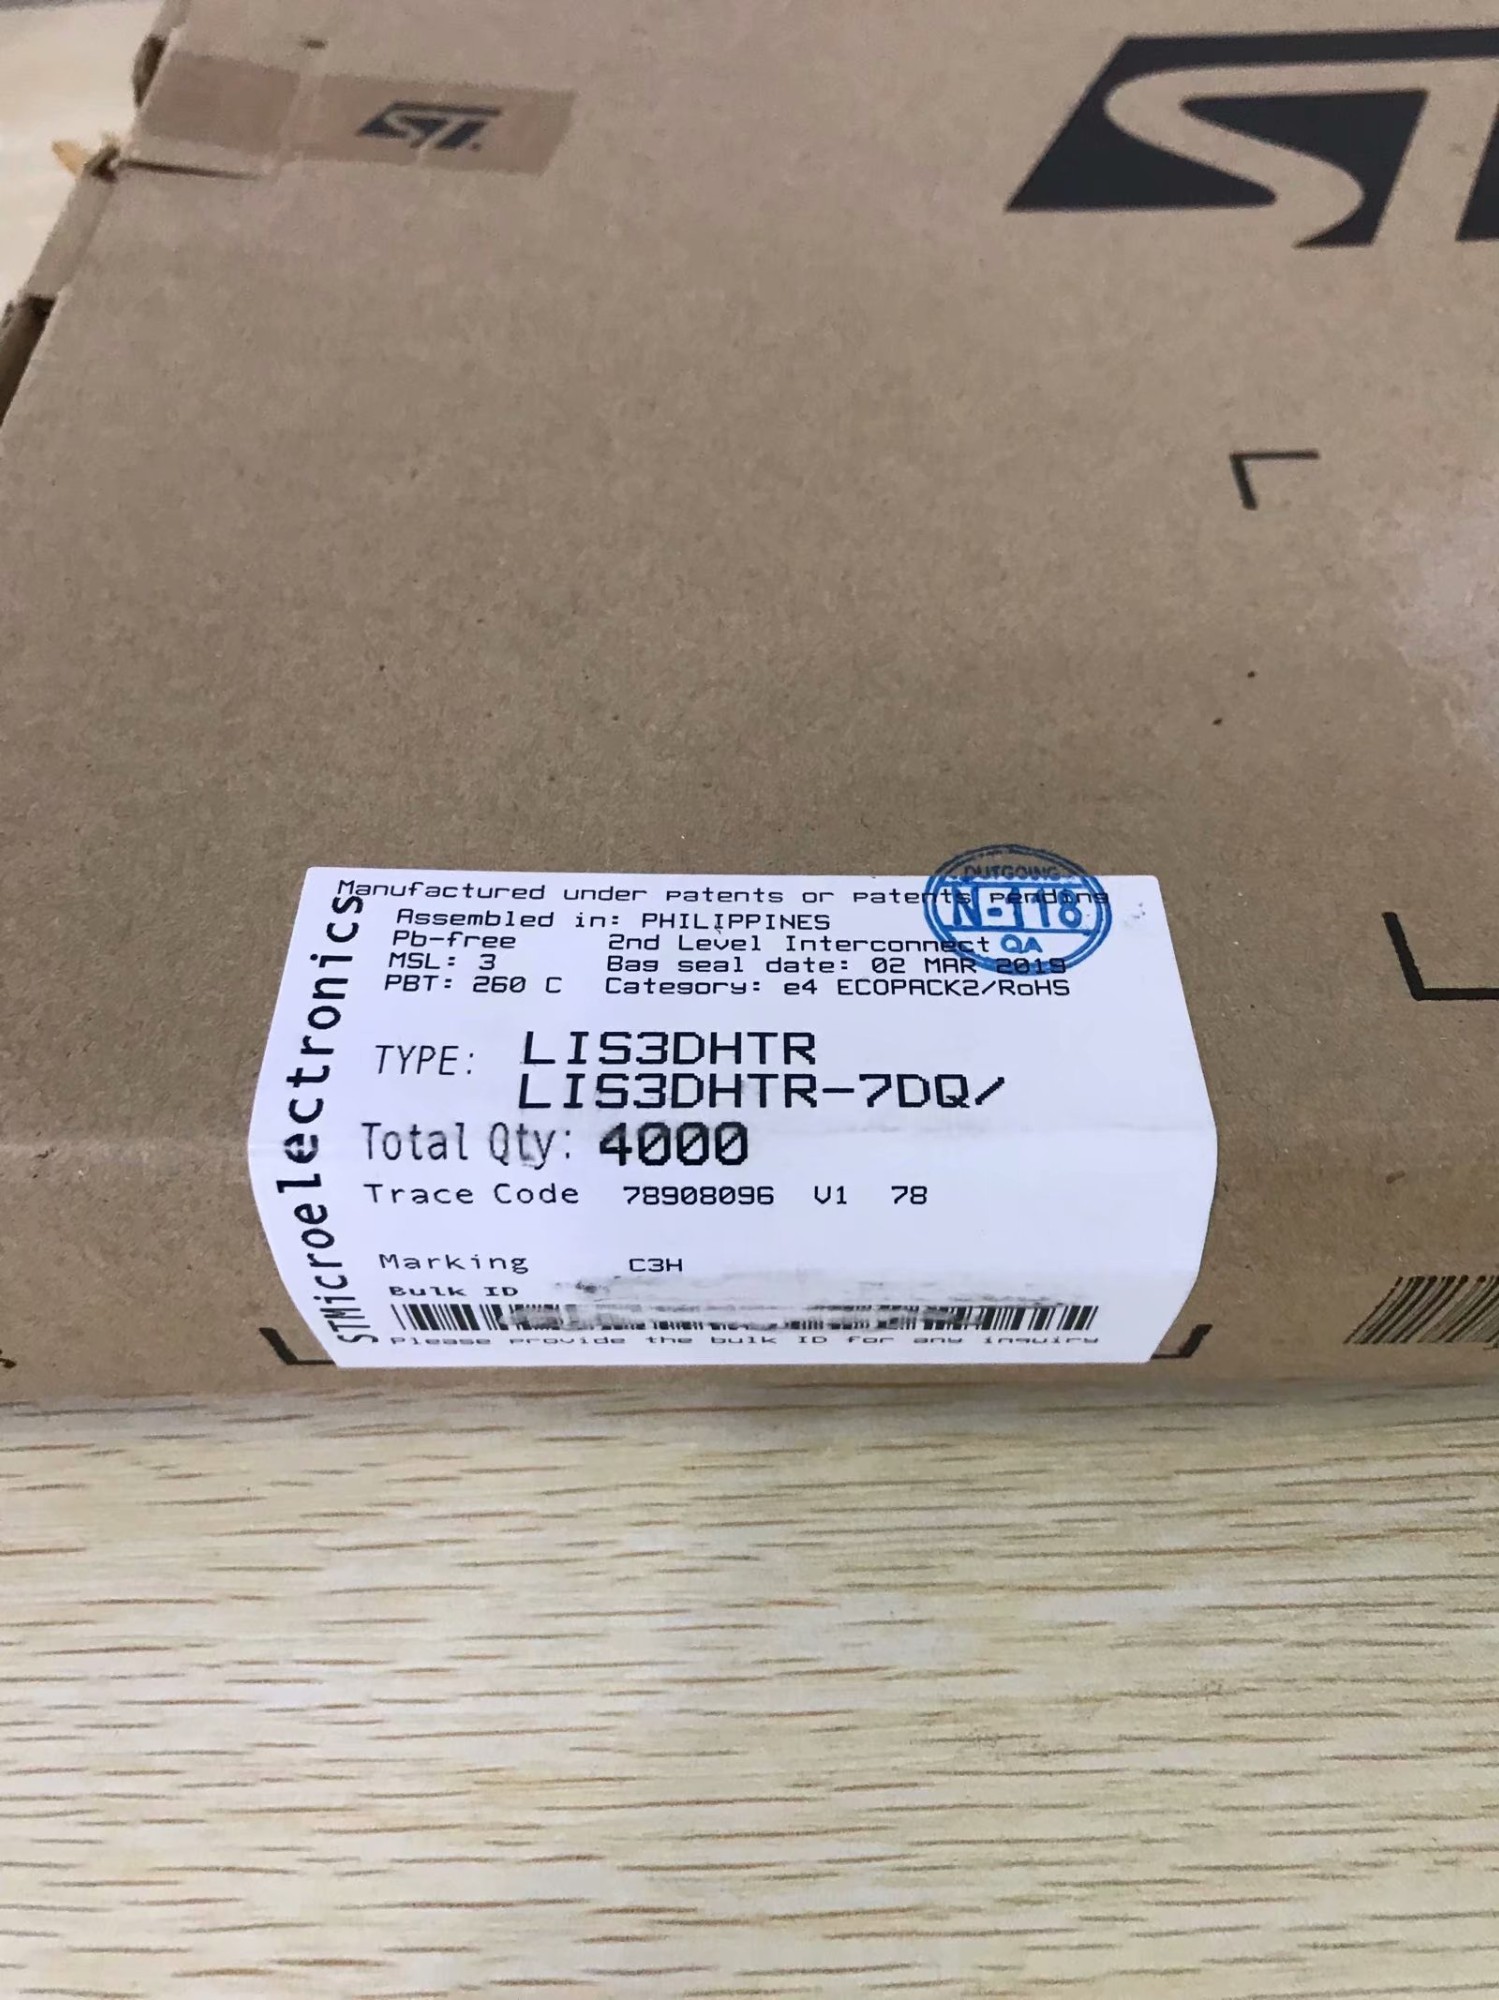 ST
ST
Manufactured under patents or patents pending
Assembled in: PHILIPPINES
Pb-free 2nd Level Interconnect
MSL: 3 Bag seal date: 02 MAR 2019
PBT: 260 C Category: e4 ECOPACK2/RoHS
OUTGOING
N-118
QA
TYPE: LIS3DHTR
LIS3DHTR-7DQ/
Total Qty: 4000
Trace Code 78908096 V1 78
Marking C3H
Bulk ID
Please provide the bulk ID for any inquiry
STMicroelectronics